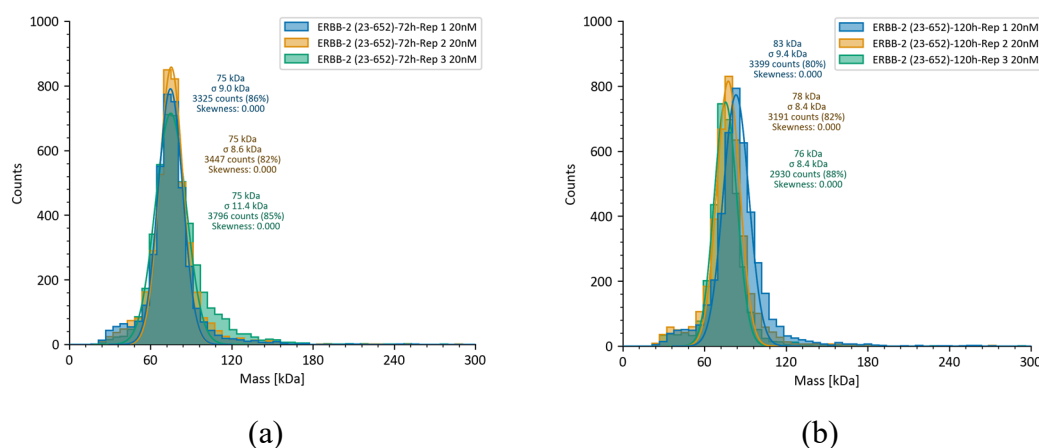 1000
800
600
400
200
0
Counts
0
60
120
180
240
300
Mass [kDa]
ERBB-2 (23-652)-72h-Rep 1 20nM
ERBB-2 (23-652)-72h-Rep 2 20nM
ERBB-2 (23-652)-72h-Rep 3 20nM
75 kDa
σ 9.0 kDa
3325 counts (86%)
Skewness: 0.000
75 kDa
σ 8.6 kDa
3447 counts (82%)
Skewness: 0.000
75 kDa
σ 11.4 kDa
3796 counts (85%)
Skewness: 0.000
(a)
1000
800
600
400
200
0
Counts
0
60
120
180
240
300
Mass [kDa]
ERBB-2 (23-652)-120h-Rep 1 20nM
ERBB-2 (23-652)-120h-Rep 2 20nM
ERBB-2 (23-652)-120h-Rep 3 20nM
83 kDa
σ 9.4 kDa
3399 counts (80%)
Skewness: 0.000
78 kDa
σ 8.4 kDa
3191 counts (82%)
Skewness: 0.000
76 kDa
σ 8.4 kDa
2930 counts (88%)
Skewness: 0.000
(b)